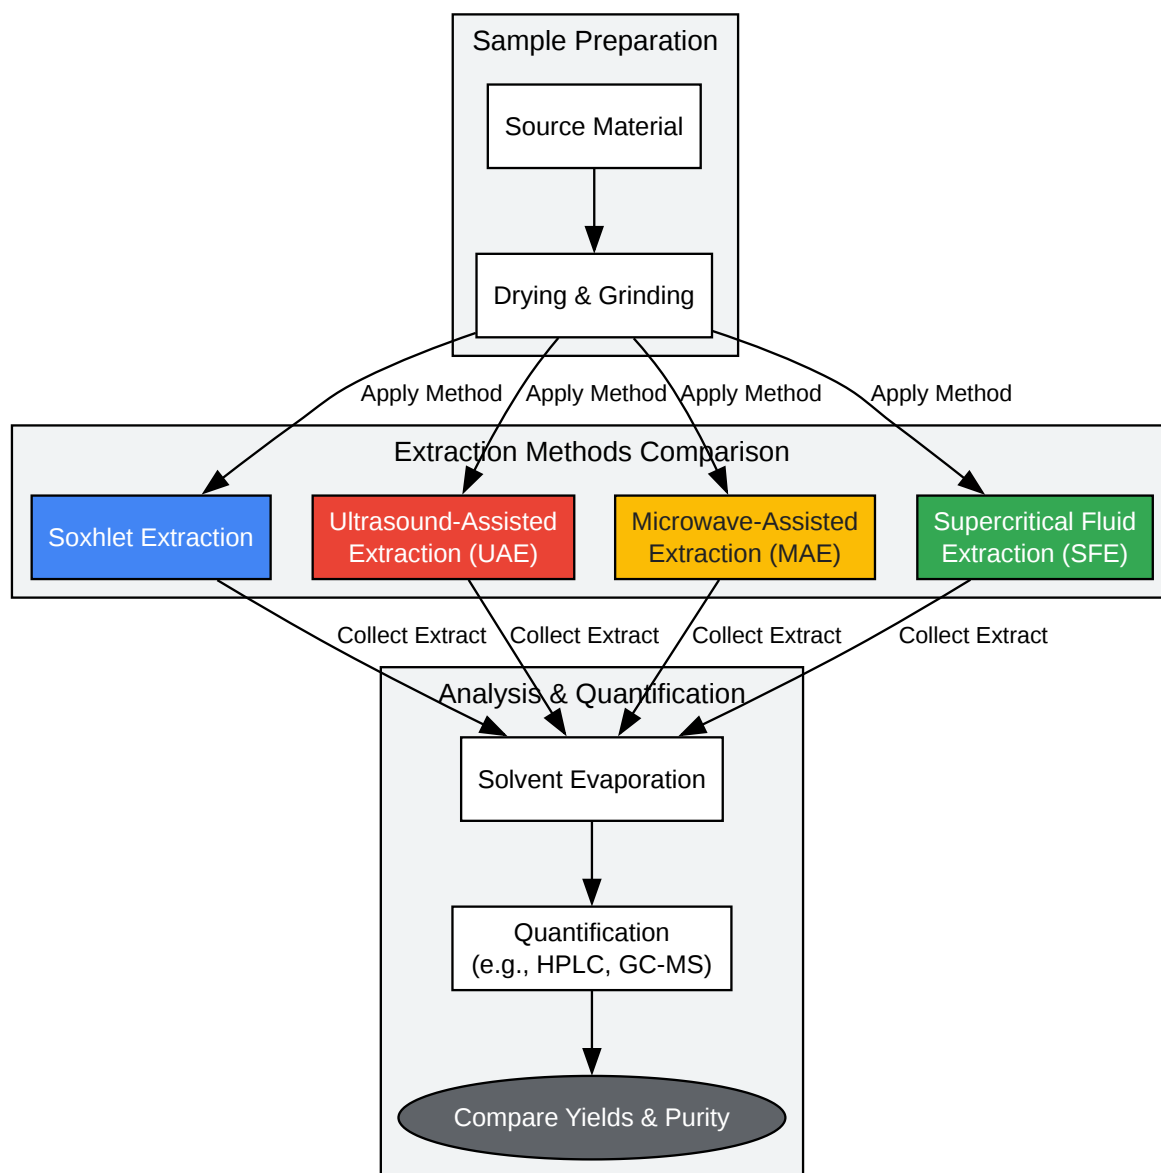 Sample Preparation
Source Material
Drying & Grinding
Apply Method
Apply Method
Apply Method
Apply Method
Extraction Methods Comparison
Soxhlet Extraction
Ultrasound-Assisted
Extraction (UAE)
Microwave-Assisted
Extraction (MAE)
Supercritical Fluid
Extraction (SFE)
Collect Extract
Collect Extract
Collect Extract
Collect Extract
Analysis & Quantification
Solvent Evaporation
Quantification
(e.g., HPLC, GC-MS)
Compare Yields & Purity